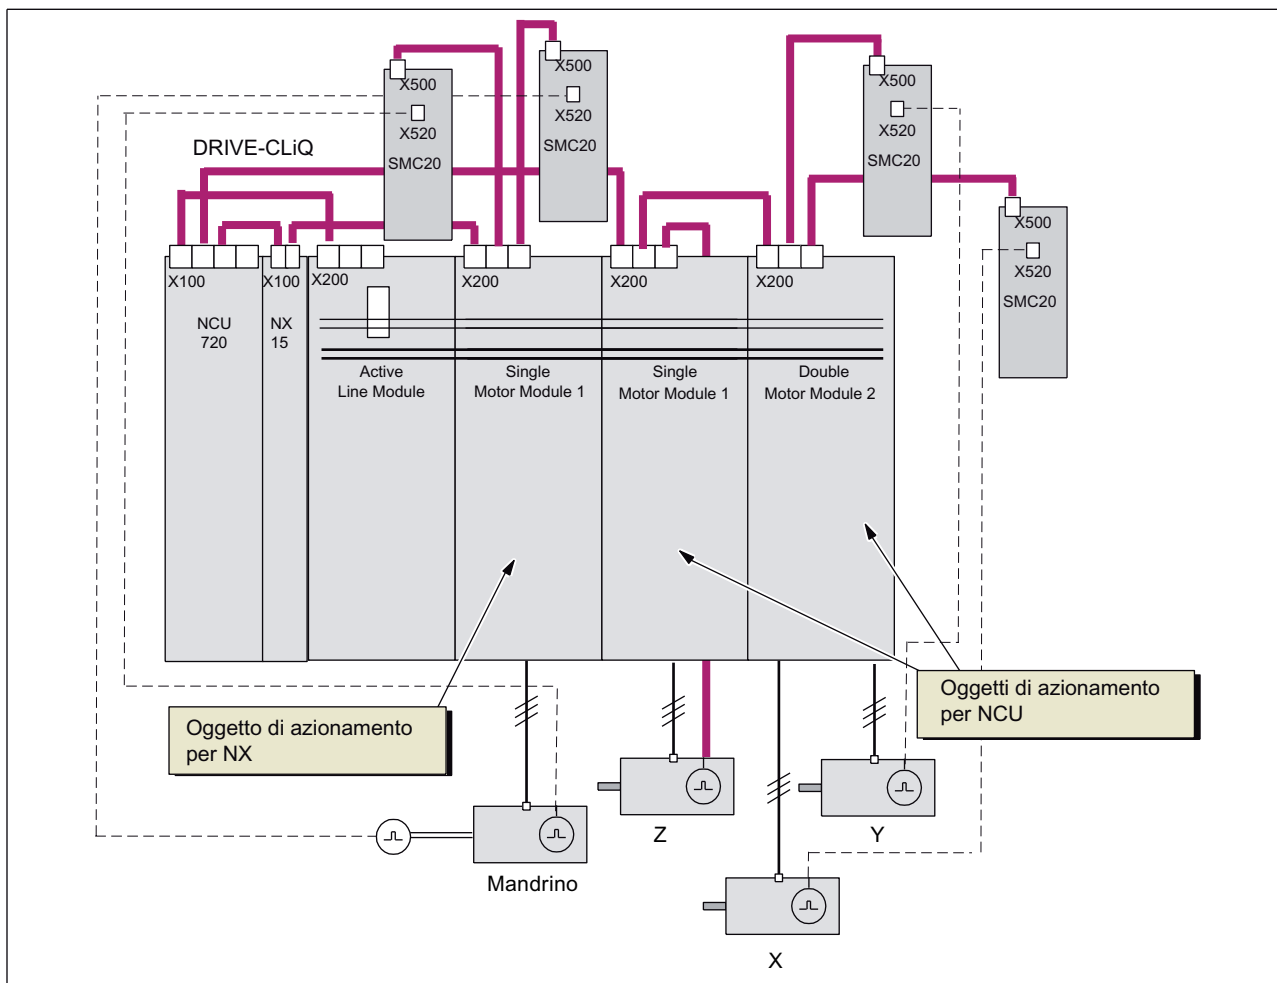 X500
X520
SMC20
X500
X520
SMC20
X500
X520
SMC20
X500
X520
SMC20
DRIVE-CLiQ
X100
X100
X200
X200
X200
X200
NCU
720
NX
15
Active
Line Module
Single
Motor Module 1
Single
Motor Module 1
Double
Motor Module 2
Oggetto di azionamento
per NX
Oggetti di azionamento
per NCU
Z
Y
Mandrino
X